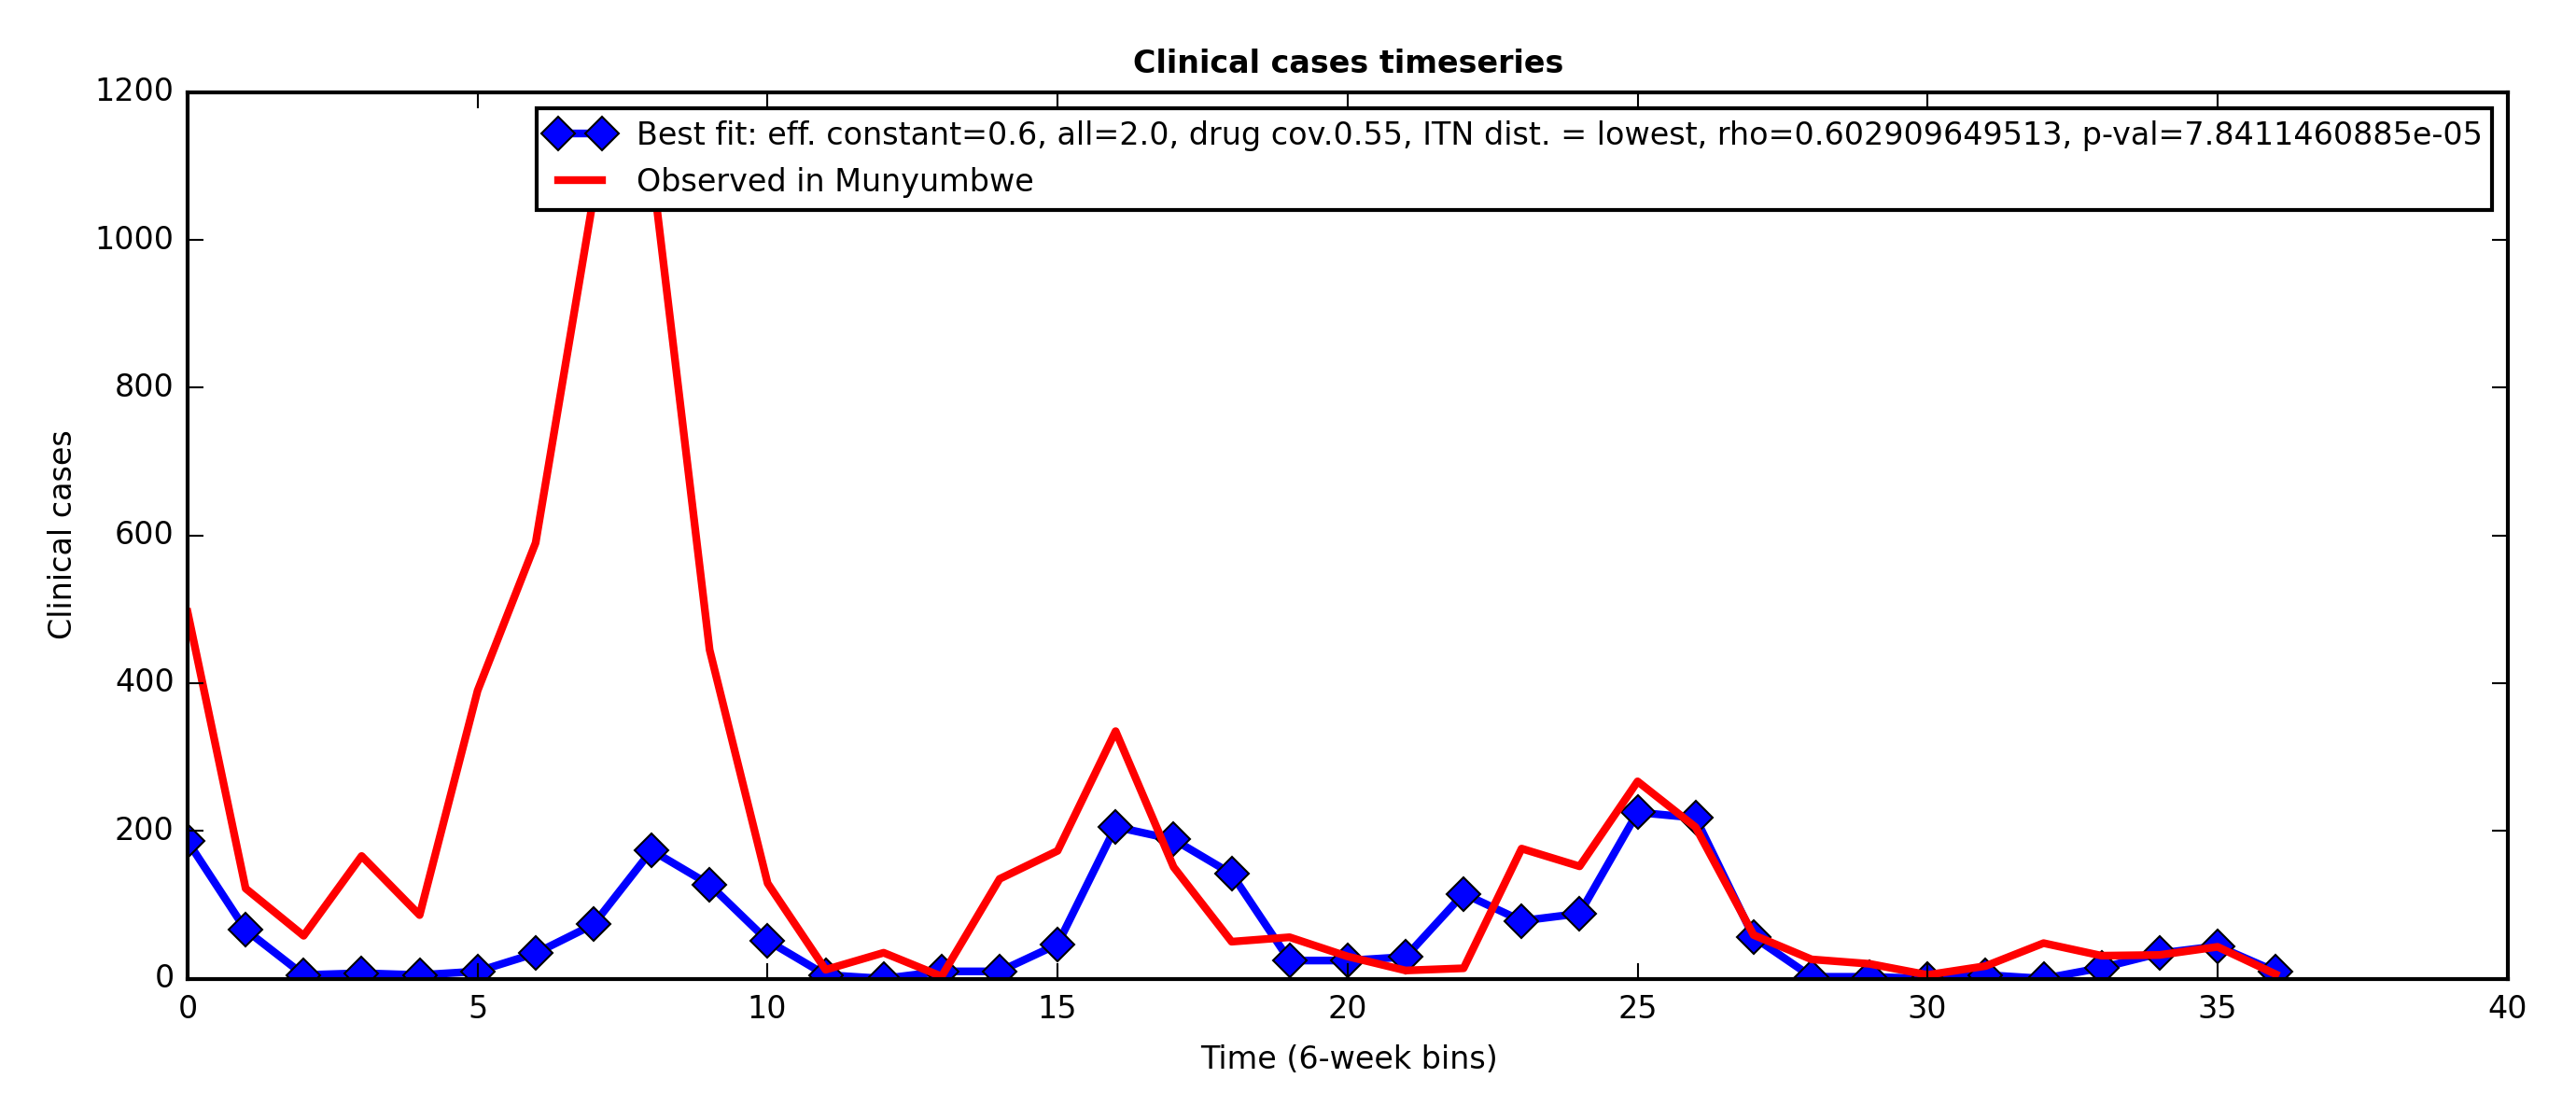 Clinical cases timeseries
Best fit: eff. constant=0.6, all=2.0, drug cov.0.55, ITN dist. = lowest, rho=0.602909649513, p-val=7.8411460885e-05
Observed in Munyumbwe
1200
1000
800
600
400
200
0
Clinical cases
0 5 10 15 20 25 30 35 40
Time (6-week bins)